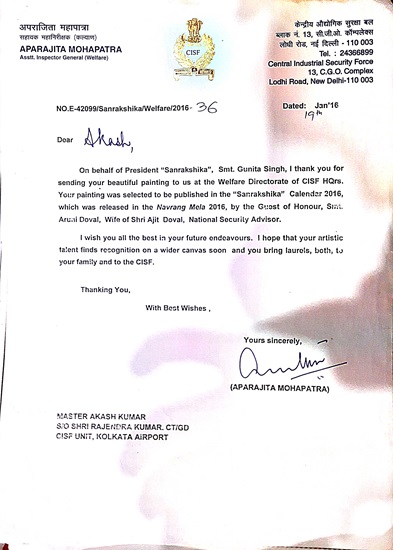 अपराजिता महापात्रा
सहायक महानिरीक्षक (कल्याण)
APARAJITA MOHAPATRA
Asstt. Inspector General (Welfare)
CISF
केन्द्रीय औद्योगिक सुरक्षा बल
ब्लाक नं. 13, सी.जी.ओ. कॉम्पलेक्स
लोधी रोड, नई दिल्ली - 110 003
Tel. : 24366899
Central Industrial Security Force
13, C.G.O. Complex
Lodhi Road, New Delhi-110 003
NO.E-42099/Sanrakshika/Welfare/2016- 36
Dated: Jan'16
19th
Dear Akash,
On behalf of President "Sanrakshika", Smt. Gunita Singh, I thank you for
sending your beautiful painting to us at the Welfare Directorate of CISF HQrs.
Your painting was selected to be published in the "Sanrakshika" Calendar 2016,
which was released in the Navrang Mela 2016, by the Guest of Honour, Smt.
Doval, Wife of Shri Ajit Doval, National Security Advisor.
I wish you all the best in your future endeavours. I hope that your artistic
talent finds recognition on a wider canvas soon and you bring laurels, both, to
your family and to the CISF.
Thanking You,
With Best Wishes ,
Yours sincerely,
(APARAJITA MOHAPATRA)
MASTER AKASH KUMAR
S/O SHRI RAJENDRA KUMAR. CT/GD
CISF UNIT, KOLKATA AIRPORT